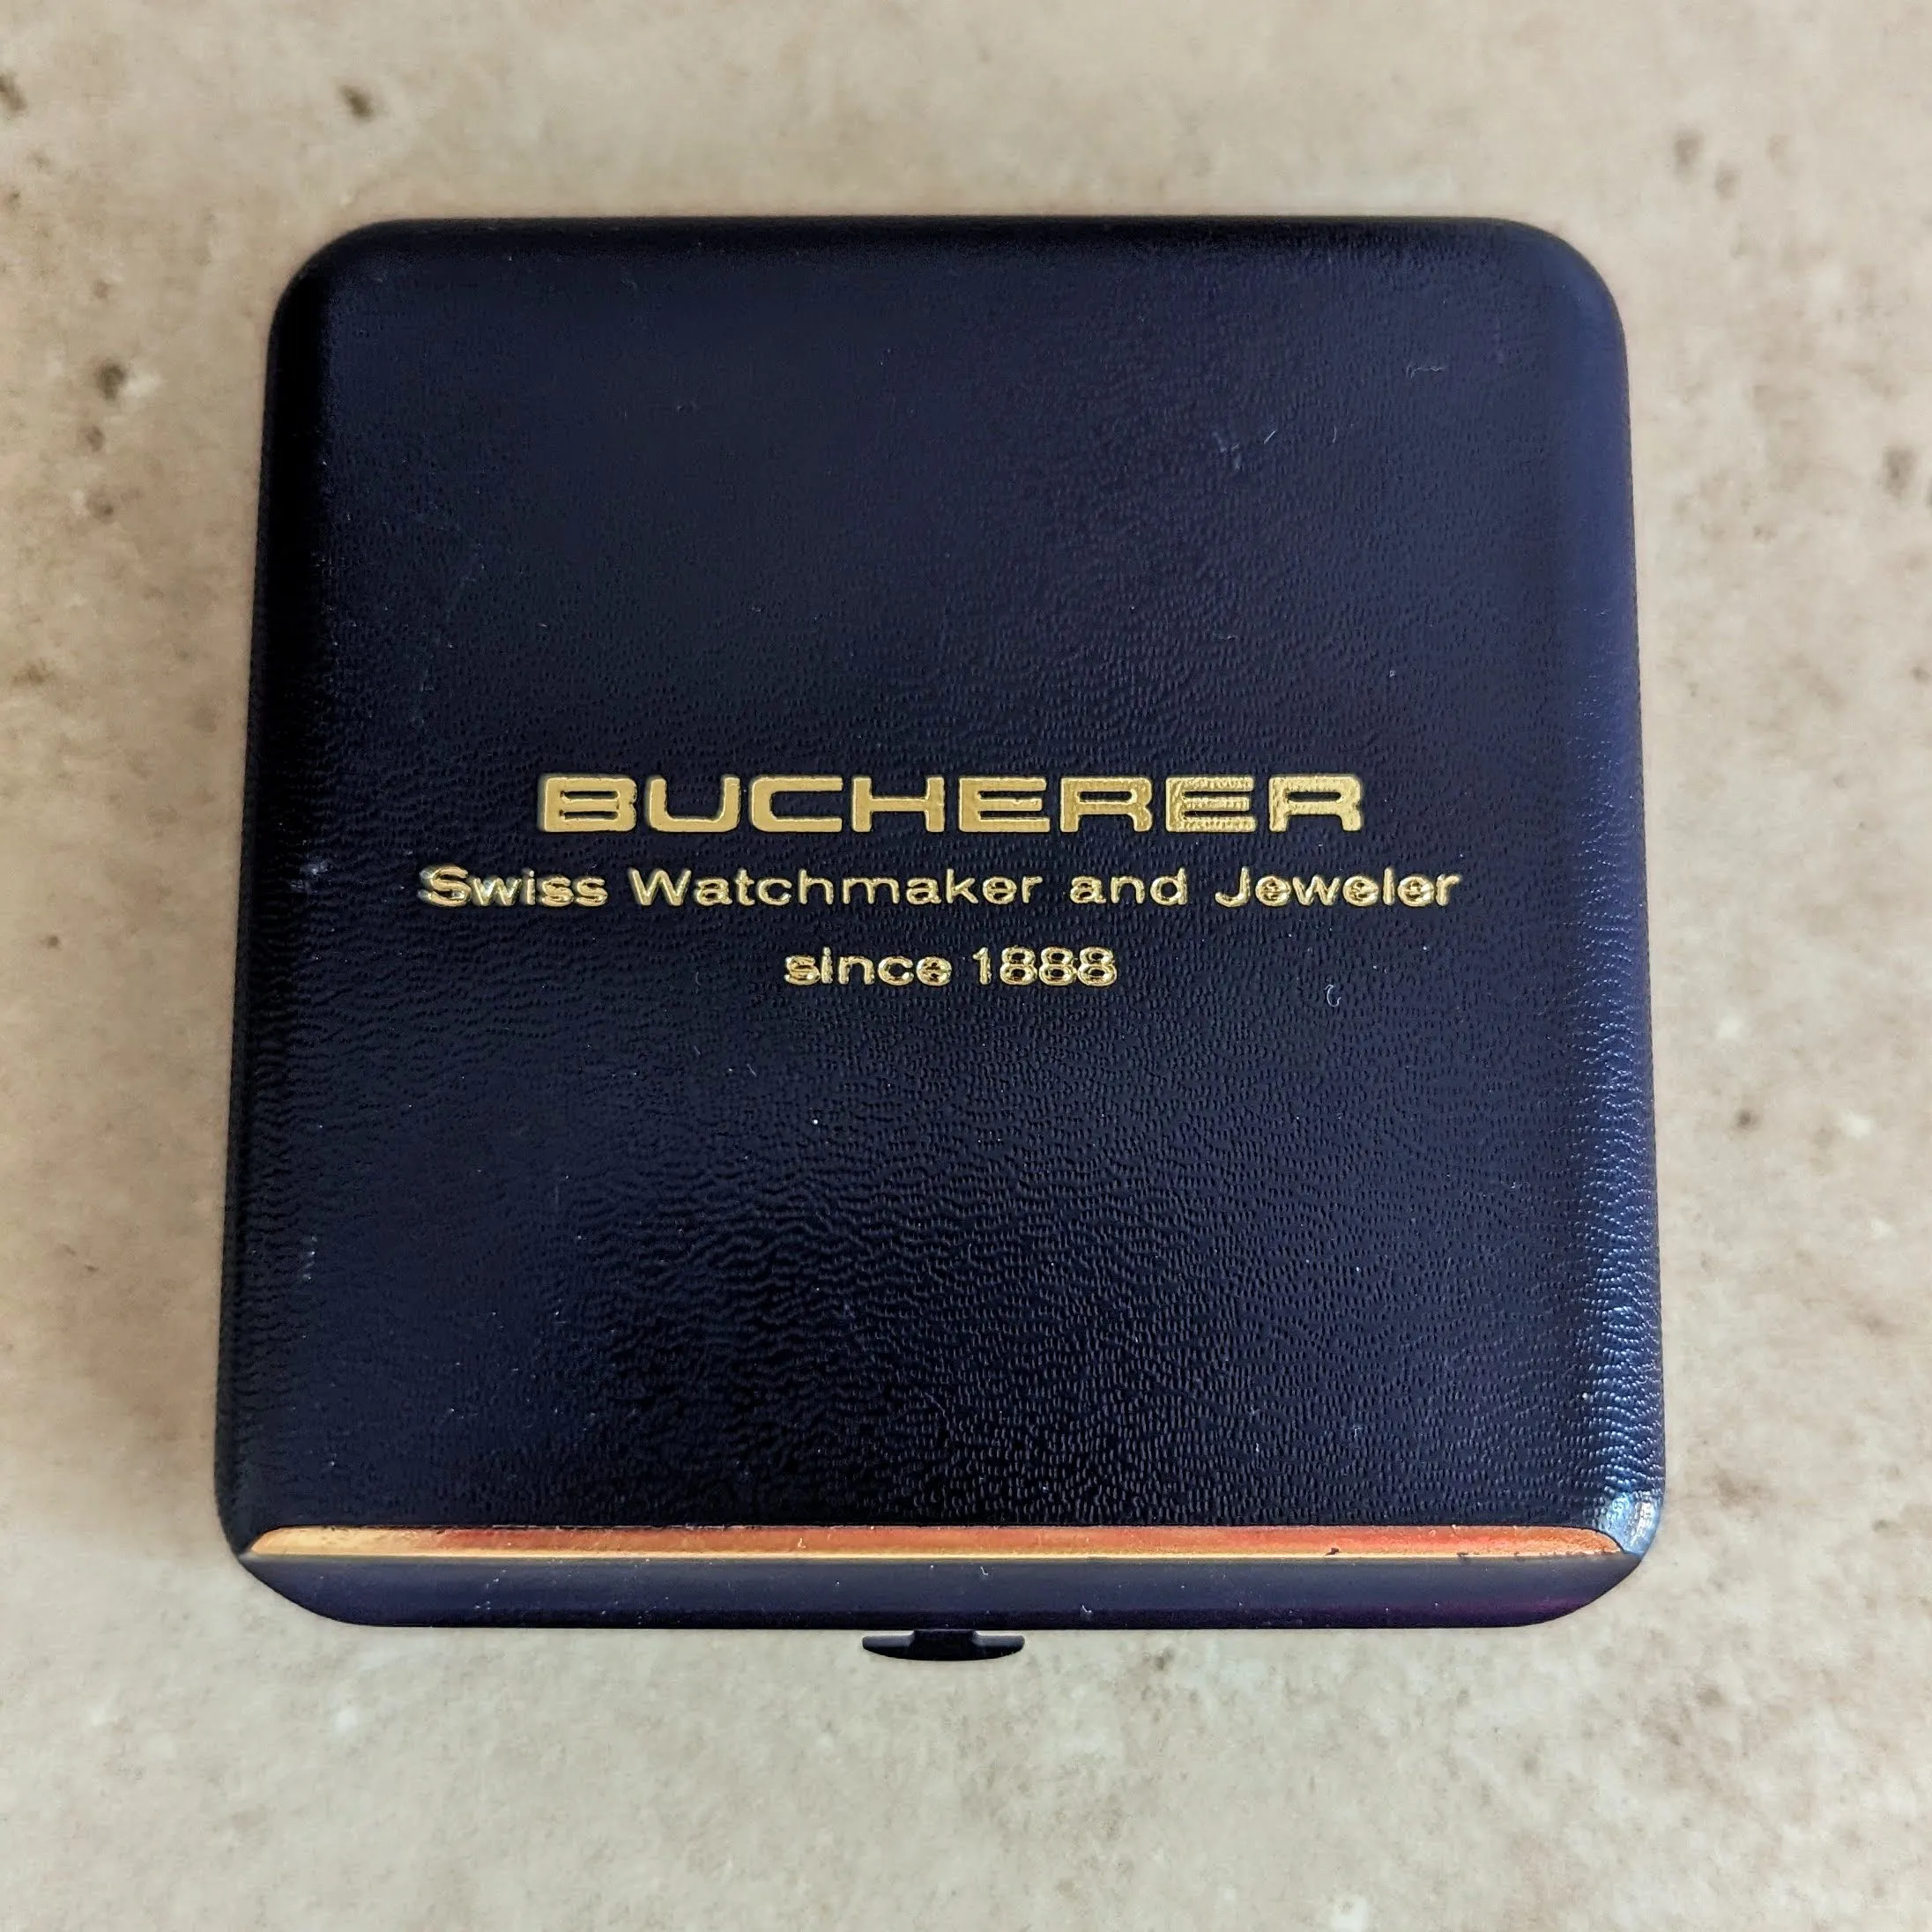 BUCHERER
Swiss Watchmaker and Jeweler
since 1888